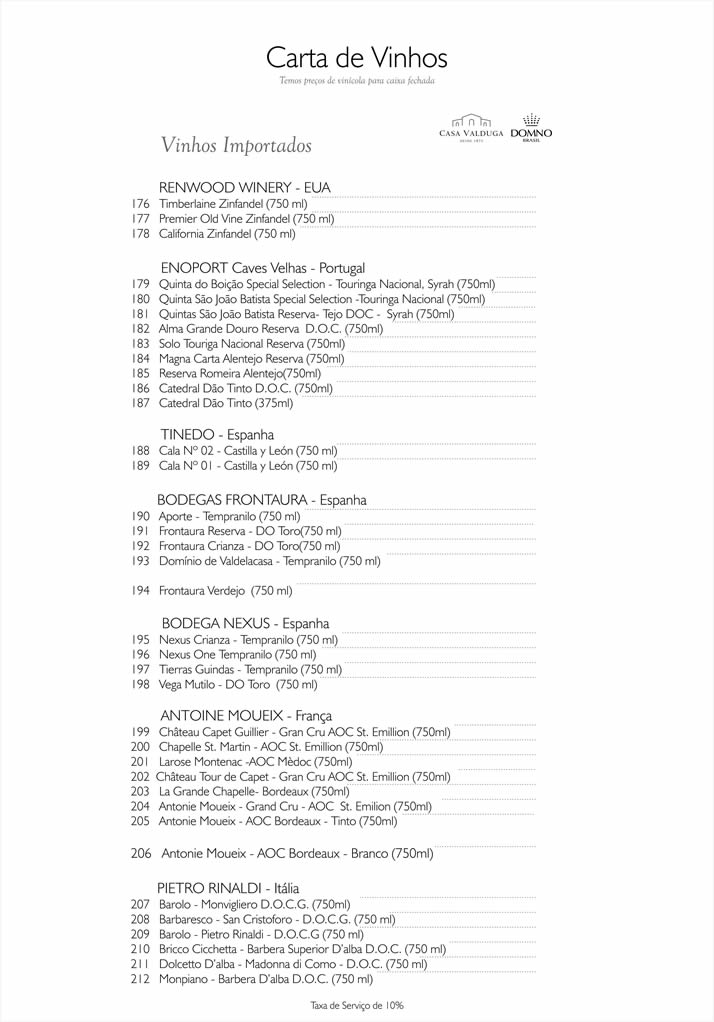 Carta de Vinhos
Temos preços de vinícola para caixa fechada
CASA VALDUGA
DESDE 1875
DOMNO
BRASIL
Vinhos Importados
RENWOOD WINERY - EUA
176 Timberlaine Zinfandel (750 ml)
177 Premier Old Vine Zinfandel (750 ml)
178 California Zinfandel (750 ml)
ENOPORT Caves Velhas - Portugal
179 Quinta do Boição Special Selection - Touringa Nacional, Syrah (750ml)
180 Quinta São João Batista Special Selection -Touringa Nacional (750ml)
181 Quintas São João Batista Reserva- Tejo DOC - Syrah (750ml)
182 Alma Grande Douro Reserva D.O.C. (750ml)
183 Solo Touriga Nacional Reserva (750ml)
184 Magna Carta Alentejo Reserva (750ml)
185 Reserva Romeira Alentejo(750ml)
186 Catedral Dão Tinto D.O.C. (750ml)
187 Catedral Dão Tinto (375ml)
TINEDO - Espanha
188 Cala Nº 02 - Castilla y León (750 ml)
189 Cala Nº 01 - Castilla y León (750 ml)
BODEGAS FRONTAURA - Espanha
190 Aporte - Tempranilo (750 ml)
191 Frontaura Reserva - DO Toro(750 ml)
192 Frontaura Crianza - DO Toro(750 ml)
193 Domínio de Valdelacasa - Tempranilo (750 ml)
194 Frontaura Verdejo (750 ml)
BODEGA NEXUS - Espanha
195 Nexus Crianza - Tempranilo (750 ml)
196 Nexus One Tempranilo (750 ml)
197 Tierras Guindas - Tempranilo (750 ml)
198 Vega Mutilo - DO Toro (750 ml)
ANTOINE MOUEIX - França
199 Château Capet Guillier - Gran Cru AOC St. Emillion (750ml)
200 Chapelle St. Martin - AOC St. Emillion (750ml)
201 Larose Montenac -AOC Mèdoc (750ml)
202 Château Tour de Capet - Gran Cru AOC St. Emillion (750ml)
203 La Grande Chapelle- Bordeaux (750ml)
204 Antonie Moueix - Grand Cru - AOC St. Emilion (750ml)
205 Antonie Moueix - AOC Bordeaux - Tinto (750ml)
206 Antonie Moueix - AOC Bordeaux - Branco (750ml)
PIETRO RINALDI - Itália
207 Barolo - Monvigliero D.O.C.G. (750ml)
208 Barbaresco - San Cristoforo - D.O.C.G. (750 ml)
209 Barolo - Pietro Rinaldi - D.O.C.G (750 ml)
210 Bricco Cicchetta - Barbera Superior D'alba D.O.C. (750 ml)
211 Dolcetto D'alba - Madonna di Como - D.O.C. (750 ml)
212 Monpiano - Barbera D'alba D.O.C. (750 ml)
Taxa de Serviço de 10%